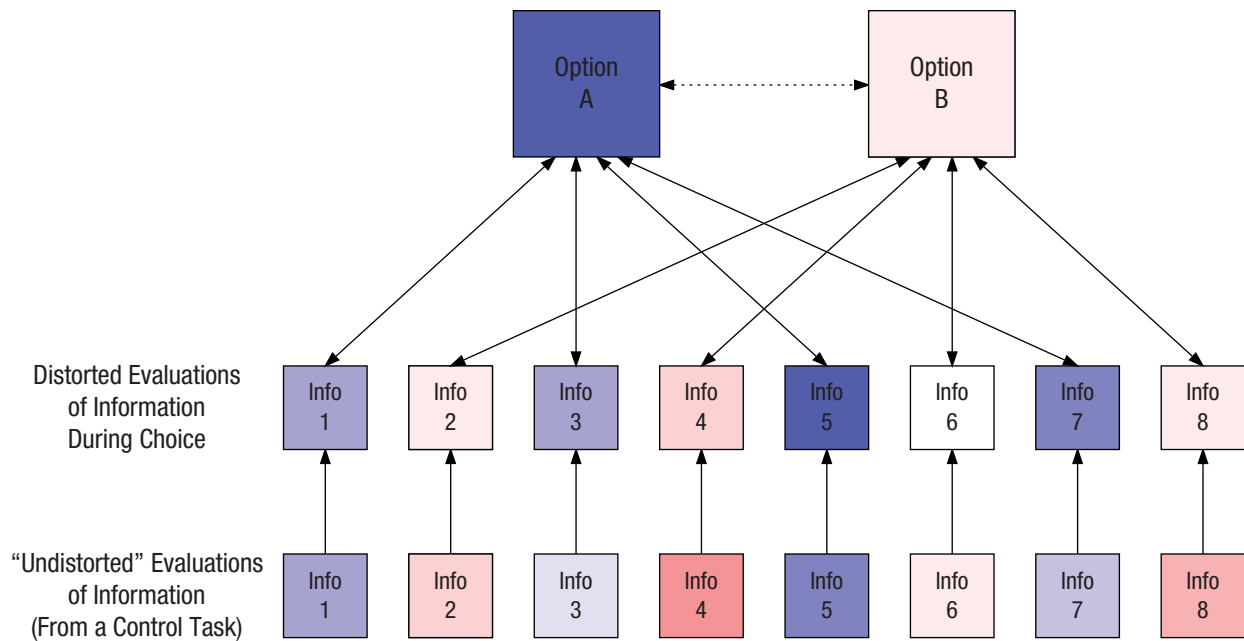 Option
A
Option
B
Distorted Evaluations
of Information
During Choice
Info
1
Info
2
Info
3
Info
4
Info
5
Info
6
Info
7
Info
8
“Undistorted” Evaluations
of Information
(From a Control Task)
Info
1
Info
2
Info
3
Info
4
Info
5
Info
6
Info
7
Info
8